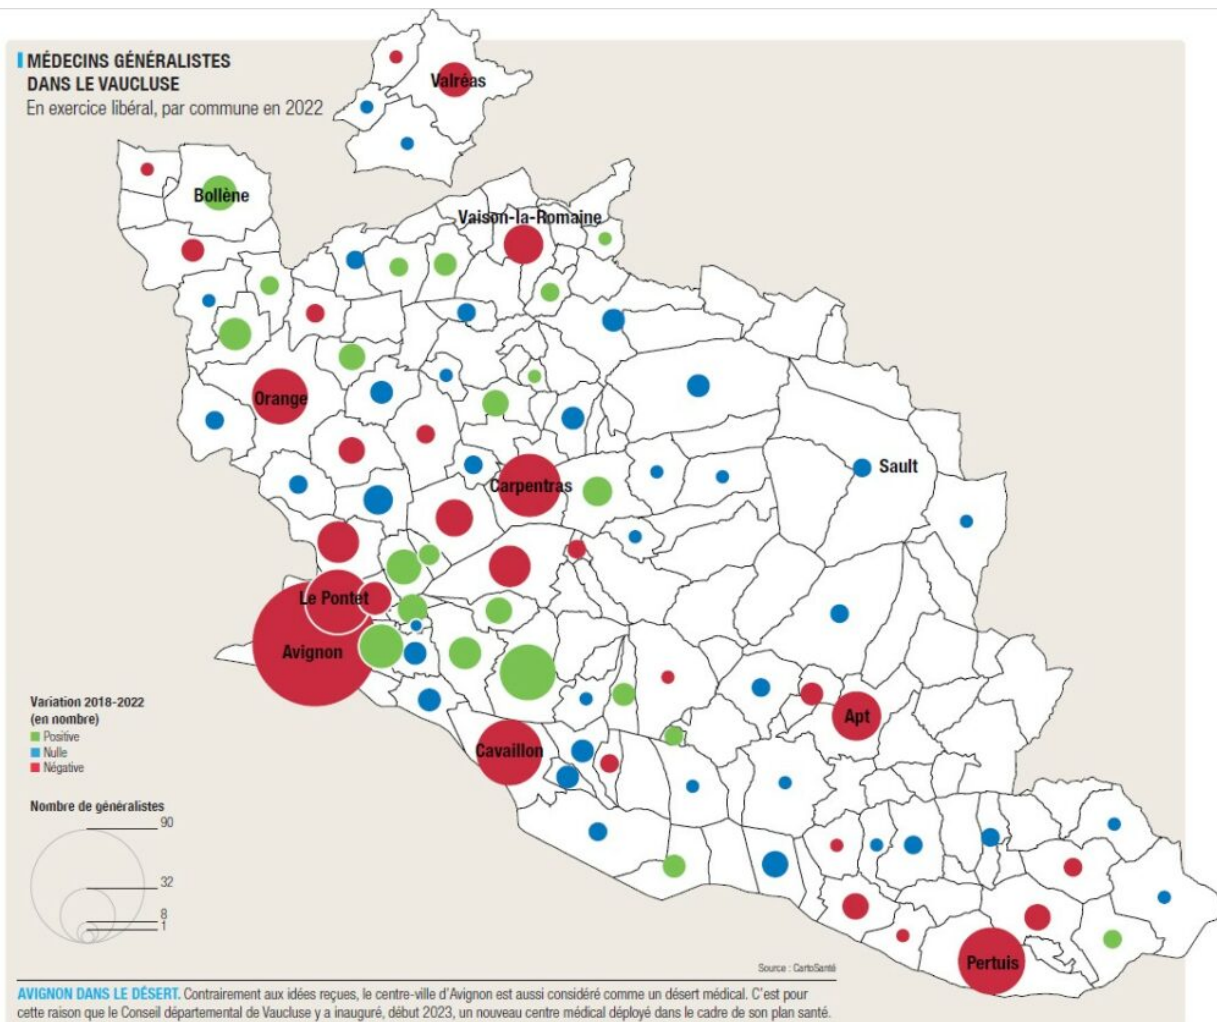 MÉDECINS GÉNÉRALISTES
DANS LE VAUCLUSE
En exercice libéral, par commune en 2022
Valréas
Bollène
Vaison-la-Romaine
Orange
Sault
Carpentras
Le Pontet
Avignon
Apt
Cavaillon
Pertuis
Variation 2018-2022
(en nombre)
Positive
Nulle
Négative
Nombre de généralistes
90
32
8
1
Source : CartoSanté
AVIGNON DANS LE DÉSERT. Contrairement aux idées reçues, le centre-ville d'Avignon est aussi considéré comme un désert médical. C'est pour
cette raison que le Conseil départemental de Vaucluse y a inauguré, début 2023, un nouveau centre médical déployé dans le cadre de son plan santé.